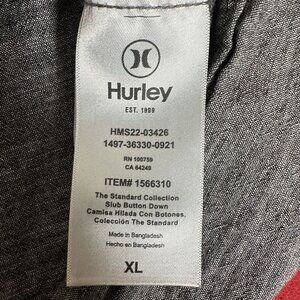 Hurley
EST. 1999
HMS22-03426
1497-36330-0921
RN 100759
CA 64249
ITEM# 1566310
The Standard Collection
Slub Button Down
Camisa Hilada Con Botones,
Colección The Standard
Made in Bangladesh
Hecho en Bangladesh
XL